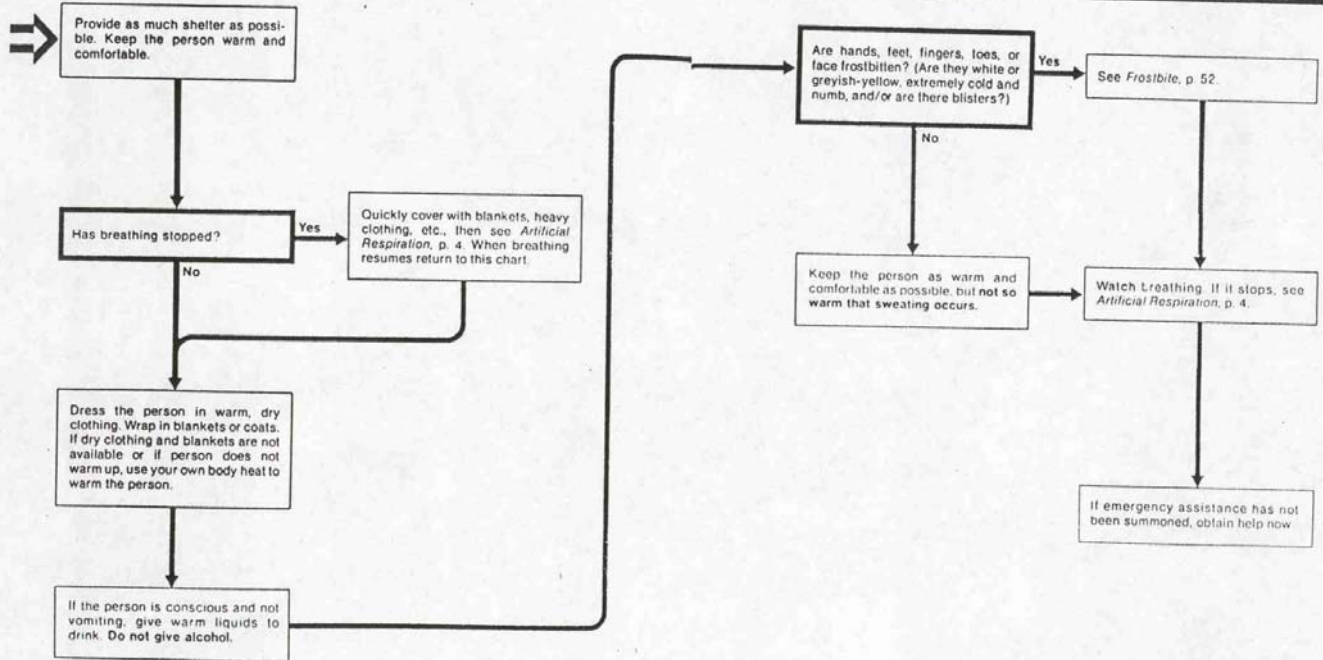 Provide as much shelter as possi-
ble. Keep the person warm and
comfortable.
Has breathing stopped?
Yes
No
Quickly cover with blankets, heavy
clothing, etc., then see Artificial
Respiration, p. 4. When breathing
resumes return to this chart.
Dress the person in warm, dry
clothing. Wrap in blankets or coats.
If dry clothing and blankets are not
available or if person does not
warm up, use your own body heat to
warm the person.
If the person is conscious and not
vomiting, give warm liquids to
drink. Do not give alcohol.
Are hands, feet, fingers, toes, or
face frostbitten? (Are they white or
greyish-yellow, extremely cold and
numb, and/or are there blisters?)
Yes
No
See Frostbite, p. 52.
Keep the person as warm and
comfortable as possible, but not so
warm that sweating occurs.
Watch breathing. If it stops, see
Artificial Respiration, p. 4.
If emergency assistance has not
been summoned, obtain help now